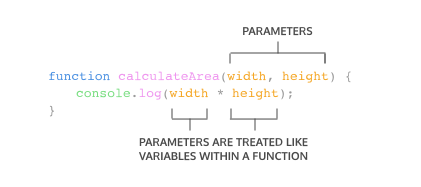 PARAMETERS
function calculateArea(width, height) {
console.log(width * height);
}
PARAMETERS ARE TREATED LIKE
VARIABLES WITHIN A FUNCTION